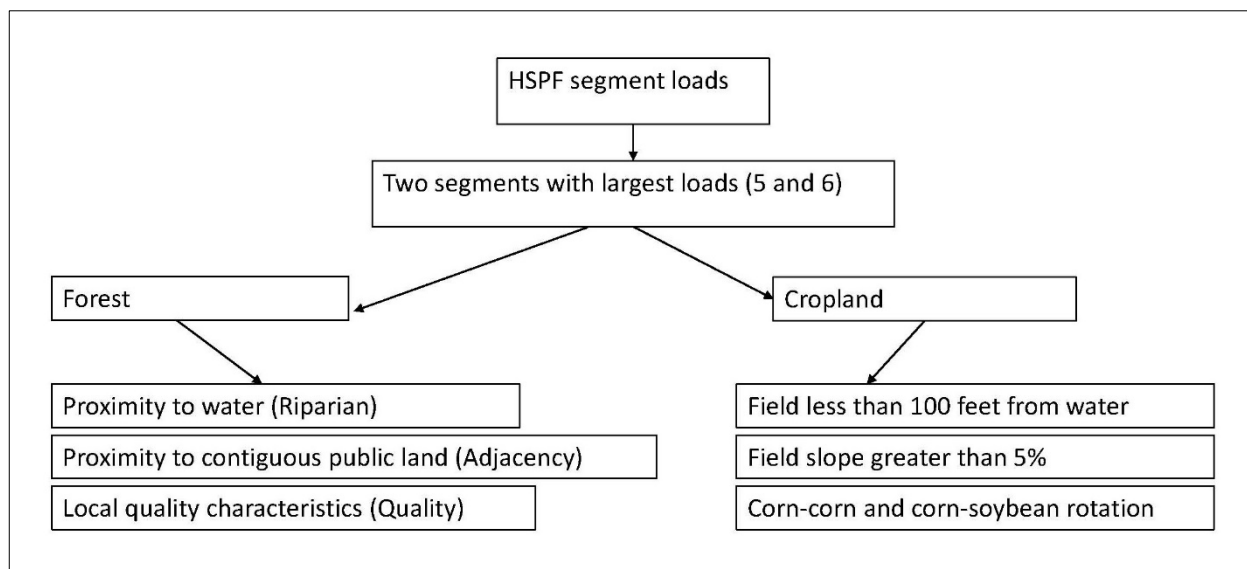 HSPF segment loads
Two segments with largest loads (5 and 6)
Forest
Cropland
Proximity to water (Riparian)
Proximity to contiguous public land (Adjacency)
Local quality characteristics (Quality)
Field less than 100 feet from water
Field slope greater than 5%
Corn-corn and corn-soybean rotation